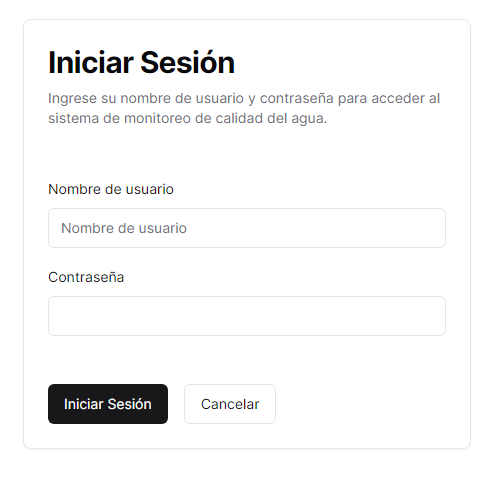 Iniciar Sesión
Ingrese su nombre de usuario y contraseña para acceder al
sistema de monitoreo de calidad del agua.
Nombre de usuario
Nombre de usuario
Contraseña
Iniciar Sesión
Cancelar